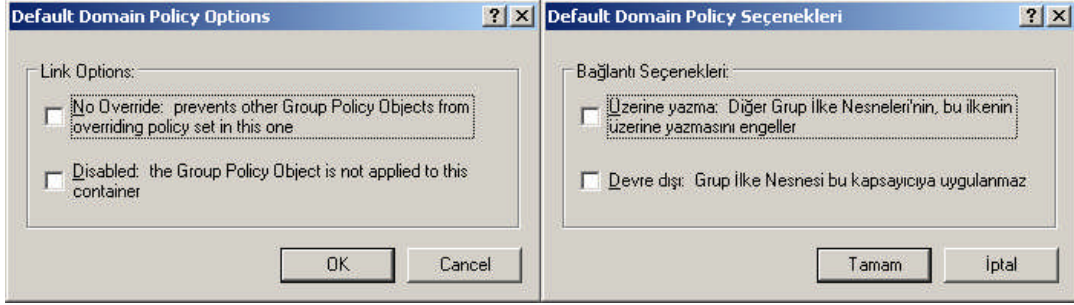 Default Domain Policy Options
Link Options:
No Override: prevents other Group Policy Objects from
overriding policy set in this one
Disabled: the Group Policy Object is not applied to this
container
OK
Cancel
Default Domain Policy Seçenekleri
Bağlantı Seçenekleri:
Üzerine yazma: Diğer Grup İlke Nesneleri'nin, bu ilkenin
üzerine yazmasını engeller
Devre dışı: Grup İlke Nesnesi bu kapsayıcıya uygulanmaz
Tamam
İptal